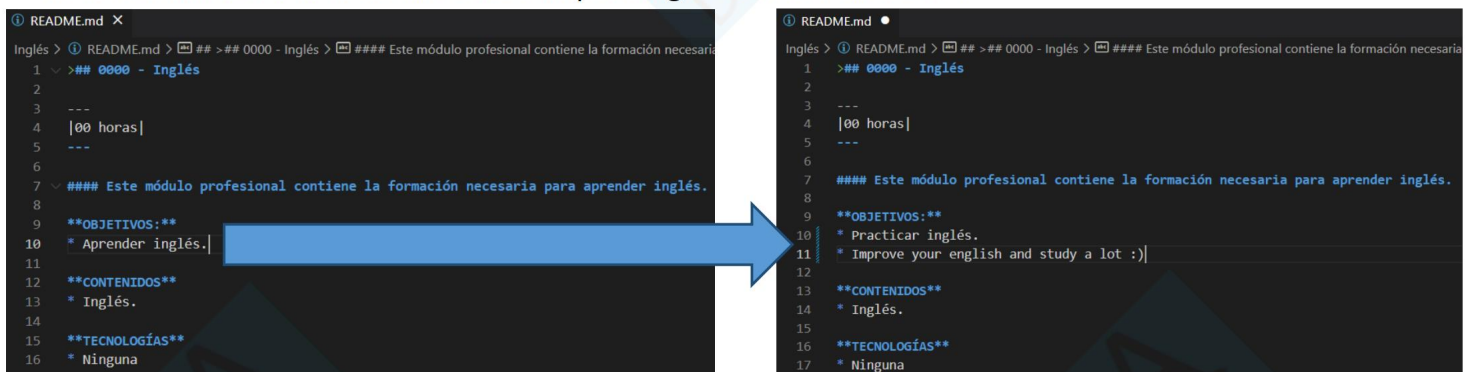 README.md
Inglés > README.md > ## >## 0000 - Inglés > #### Este módulo profesional contiene la formación necesaria
1 >## 0000 - Inglés
2
3 ---
4 |00 horas|
5 ---
6
7 #### Este módulo profesional contiene la formación necesaria para aprender inglés.
8
9 **OBJETIVOS:**
10 * Aprender inglés.
11
12 **CONTENIDOS**
13 * Inglés.
14
15 **TECNOLOGÍAS**
16 * Ninguna
README.md
Inglés > README.md > ## >## 0000 - Inglés > #### Este módulo profesional contiene la formación necesaria
1 >## 0000 - Inglés
2
3 ---
4 |00 horas|
5 ---
6
7 #### Este módulo profesional contiene la formación necesaria para aprender inglés.
8
9 **OBJETIVOS:**
10 * Practicar inglés.
11 * Improve your english and study a lot :)
12
13 **CONTENIDOS**
14 * Inglés.
15
16 **TECNOLOGÍAS**
17 * Ninguna